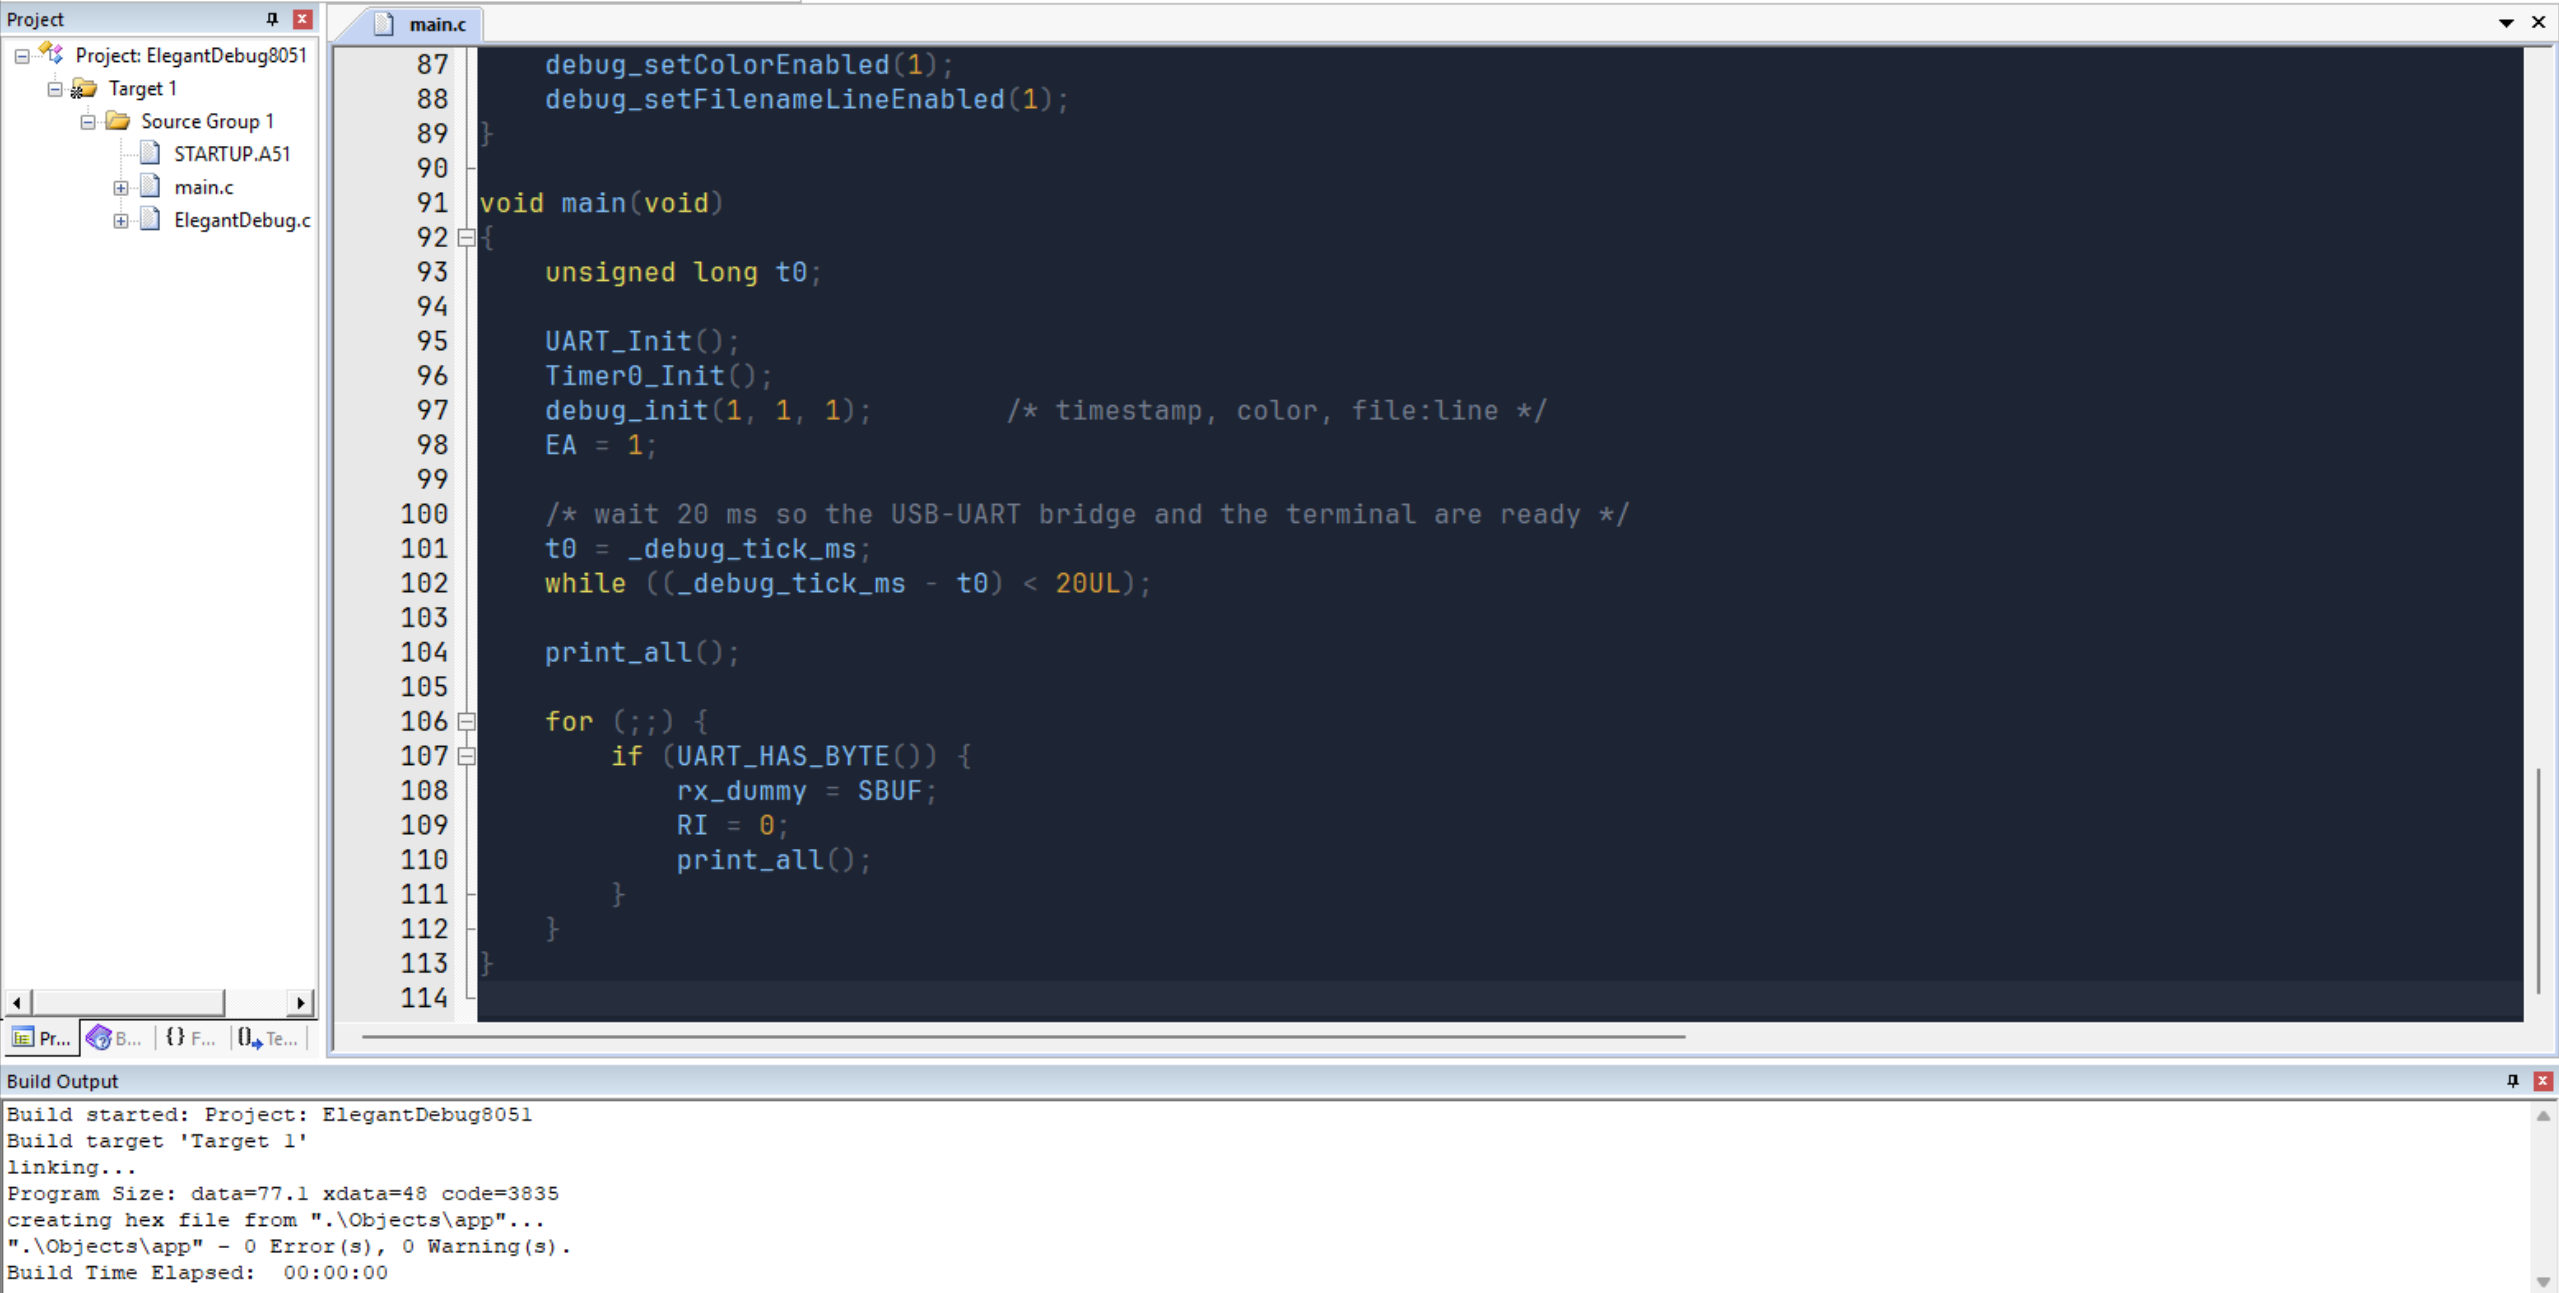 Project
Project: ElegantDebug8051
Target 1
Source Group 1
STARTUP.A51
main.c
ElegantDebug.c
Pr...
B...
{} F...
Te...
main.c
87     debug_setColorEnabled(1);
88     debug_setFilenameLineEnabled(1);
89 }
90
91 void main(void)
92 {
93     unsigned long t0;
94
95     UART_Init();
96     Timer0_Init();
97     debug_init(1, 1, 1);        /* timestamp, color, file:line */
98     EA = 1;
99
100     /* wait 20 ms so the USB-UART bridge and the terminal are ready */
101     t0 = _debug_tick_ms;
102     while ((_debug_tick_ms - t0) < 20UL);
103
104     print_all();
105
106     for (;;) {
107         if (UART_HAS_BYTE()) {
108             rx_dummy = SBUF;
109             RI = 0;
110             print_all();
111         }
112     }
113 }
114
Build Output
Build started: Project: ElegantDebug8051
Build target 'Target 1'
linking...
Program Size: data=77.1 xdata=48 code=3835
creating hex file from ".\Objects\app"...
".\Objects\app" - 0 Error(s), 0 Warning(s).
Build Time Elapsed:  00:00:00